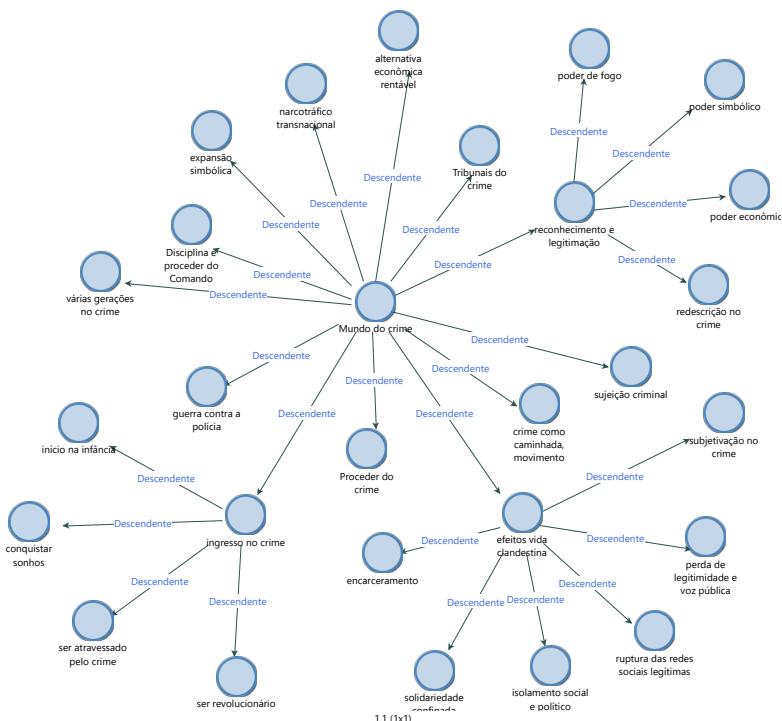 alternativa
econômica
rentável
poder de fogo
poder simbólico
narcotráfico
transnacional
Descendente
expansão
simbólica
Descendente
Tribunais do
crime
Descendente
Descendente
Descendente
poder econômic
Descendente
Descendente
reconhecimento e
legitimação
Disciplina e
proceder do
Comando
Descendente
Descendente
Descendente
Descendente
várias gerações
no crime
Descendente
redescrição no
crime
Mundo do crime
Descendente
Descendente
Descendente
Descendente
sujeição criminal
guerra contra a
polícia
Descendente
Descendente
crime como
caminhada,
movimento
início na infância
subjetivação no
crime
Proceder do
crime
Descendente
Descendente
conquistar
sonhos
Descendente
ingresso no crime
efeitos vida
clandestina
Descendente
Descendente
encarceramento
perda de
legitimidade e
voz pública
Descendente
Descendente
Descendente
Descendente
Descendente
ser atravessado
pelo crime
ruptura das redes
sociais legítimas
ser revolucionário
solidariedade
confinada
isolamento social
e político
1.1 (1x1)